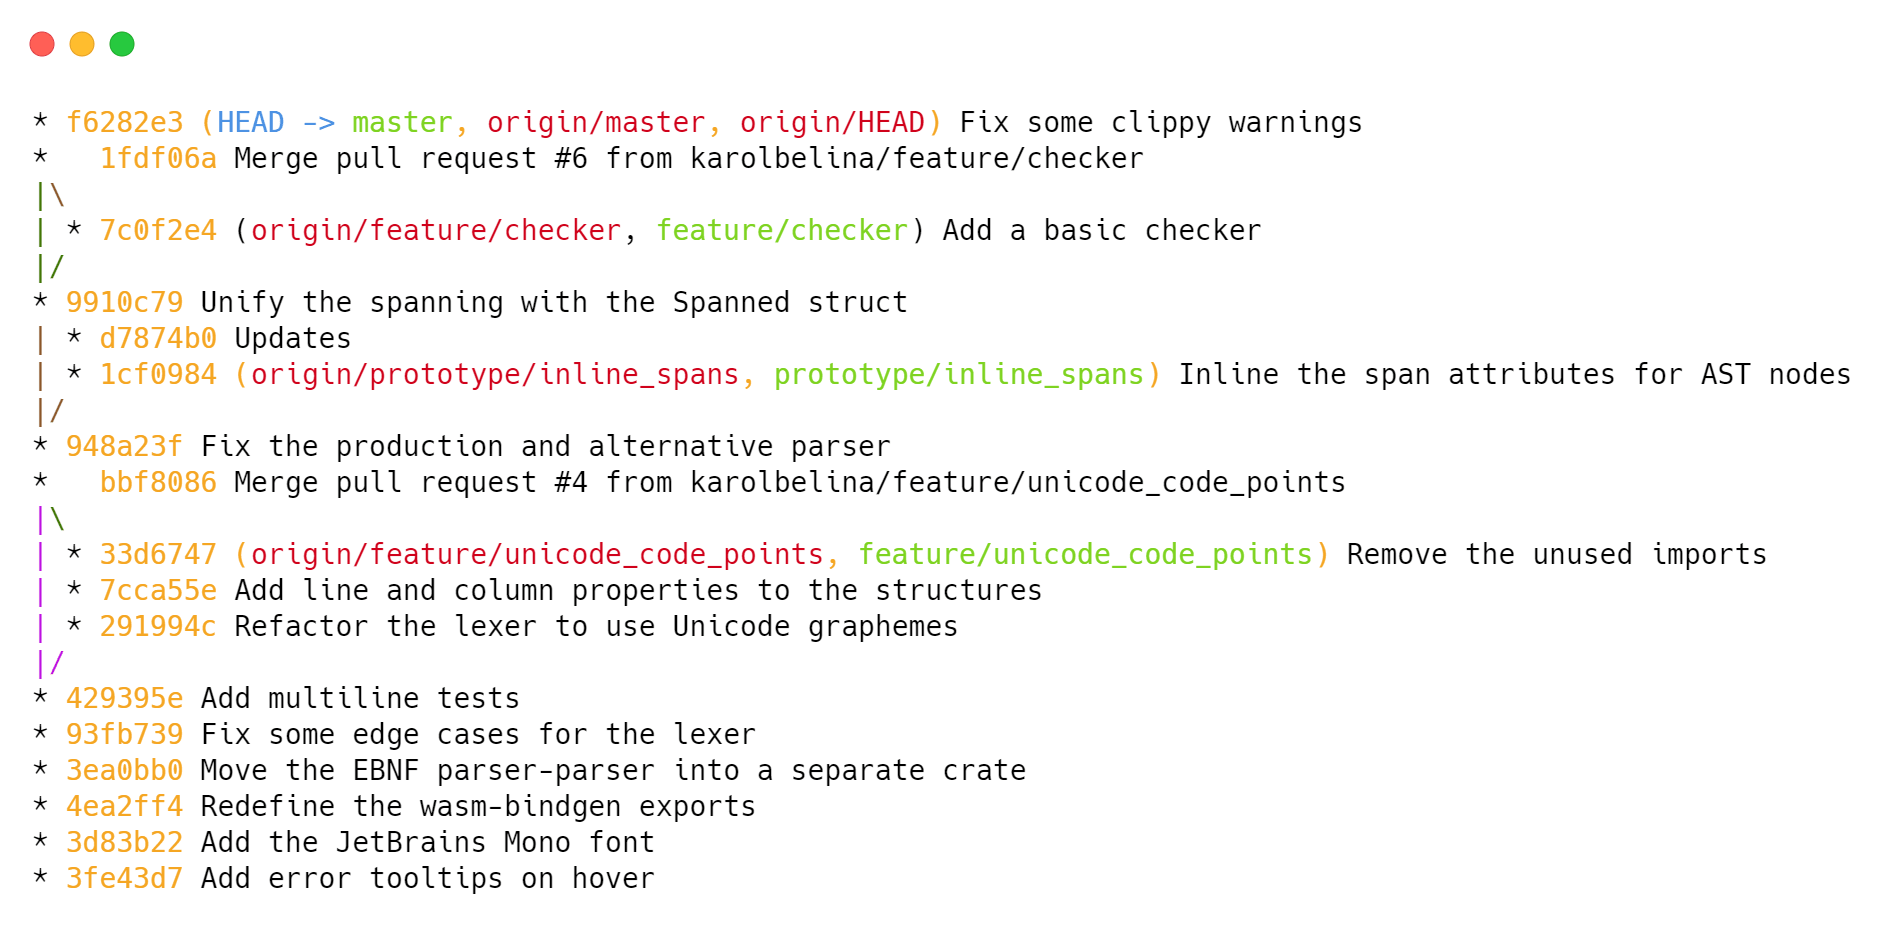 * f6282e3 (HEAD -> master, origin/master, origin/HEAD) Fix some clippy warnings
*   1fdf06a Merge pull request #6 from karolbelina/feature/checker
|\
| * 7c0f2e4 (origin/feature/checker, feature/checker) Add a basic checker
|/
* 9910c79 Unify the spanning with the Spanned struct
| * d7874b0 Updates
| * 1cf0984 (origin/prototype/inline_spans, prototype/inline_spans) Inline the span attributes for AST nodes
|/
* 948a23f Fix the production and alternative parser
*   bbf8086 Merge pull request #4 from karolbelina/feature/unicode_code_points
|\
| * 33d6747 (origin/feature/unicode_code_points, feature/unicode_code_points) Remove the unused imports
| * 7cca55e Add line and column properties to the structures
| * 291994c Refactor the lexer to use Unicode graphemes
|/
* 429395e Add multiline tests
* 93fb739 Fix some edge cases for the lexer
* 3ea0bb0 Move the EBNF parser-parser into a separate crate
* 4ea2ff4 Redefine the wasm-bindgen exports
* 3d83b22 Add the JetBrains Mono font
* 3fe43d7 Add error tooltips on hover